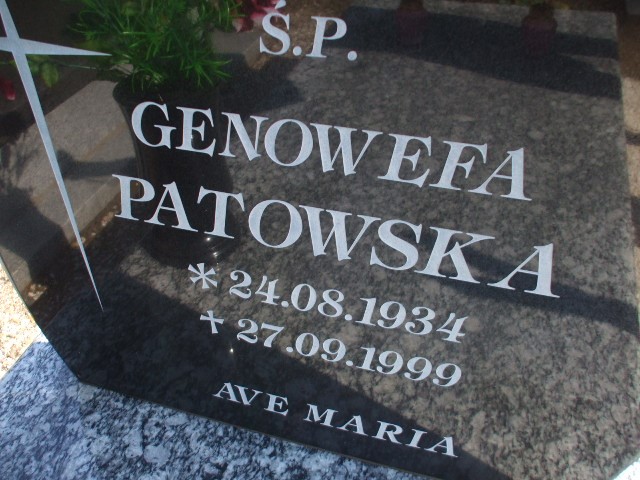 Ś.P.
GENOWEFA
PATOWSKA
* 24.08.1934
+ 27.09.1999
AVE MARIA